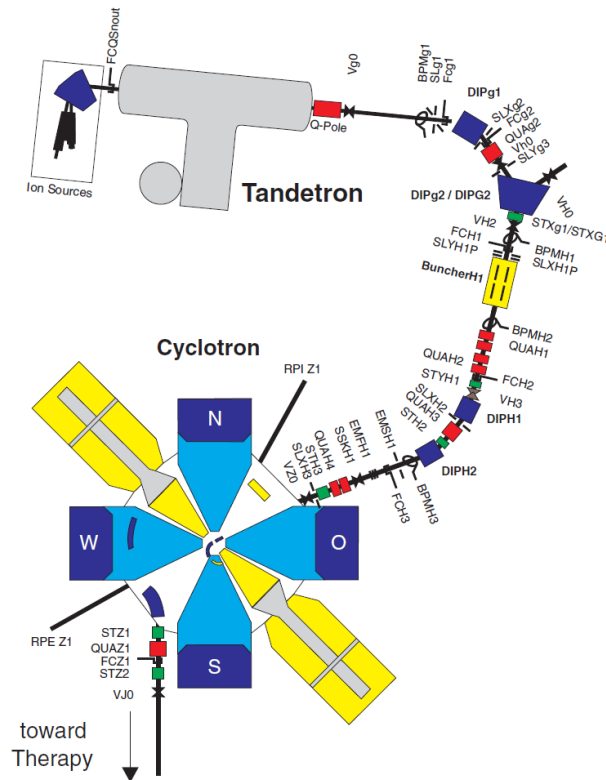 FCQSnout
Ion Sources
Q-Pole
Vg0
Tandetron
BPMg1
SLg1
Fog1
DIPg1
SLXg2
FCg2
QUAg2
Vh0
SLYg3
DIPg2 / DIPG2
VH0
STXg1/STXG1
VH2
FCH1
SLYH1P
BPMH1
SLXH1P
BuncherH1
BPMH2
QUAH1
QUAH2
STYH1
FCH2
VH3
SLXH2
QUAH3
STH2
DIPH1
DIPH2
EMSH1
BPMH3
FCH3
EMFH1
SSKH1
QUAH4
STH3
SLXH3
VZ0
Cyclotron
RPI Z1
N
W
O
S
RPE Z1
STZ1
QUAZ1
FCZ1
STZ2
VJ0
toward
Therapy